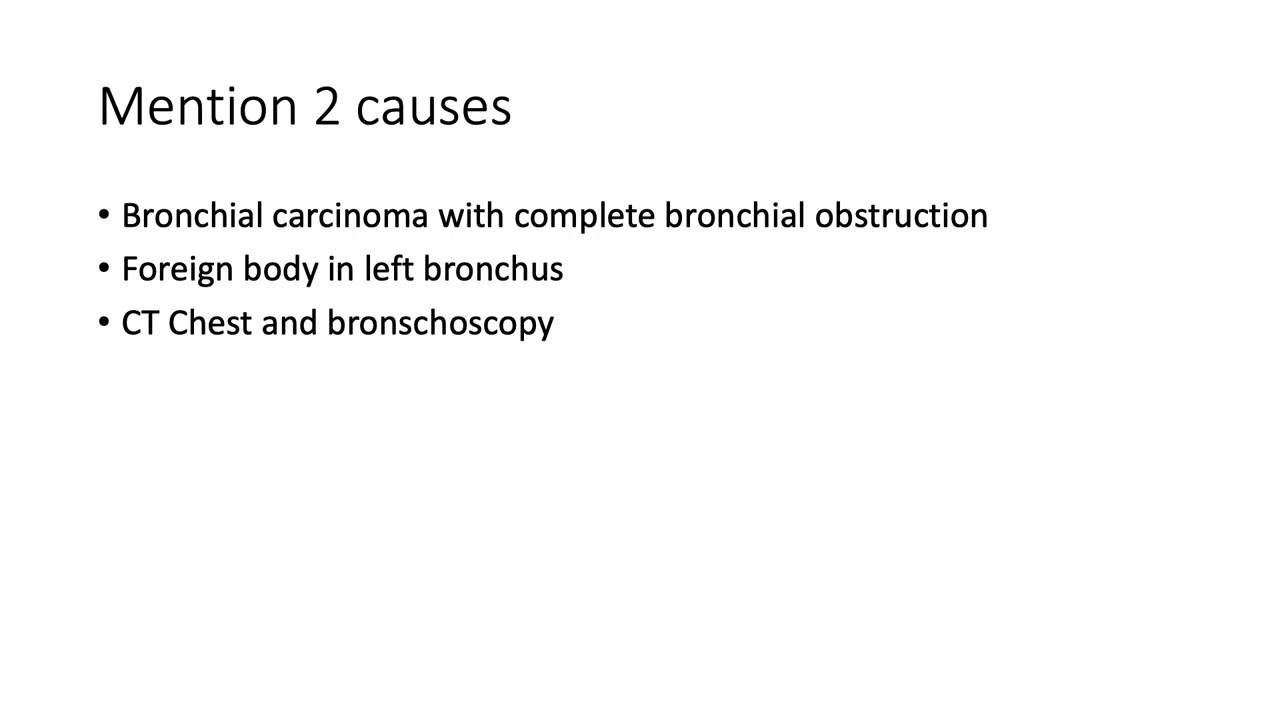 Mention 2 causes
• Bronchial carcinoma with complete bronchial obstruction
• Foreign body in left bronchus
• CT Chest and bronschoscopy